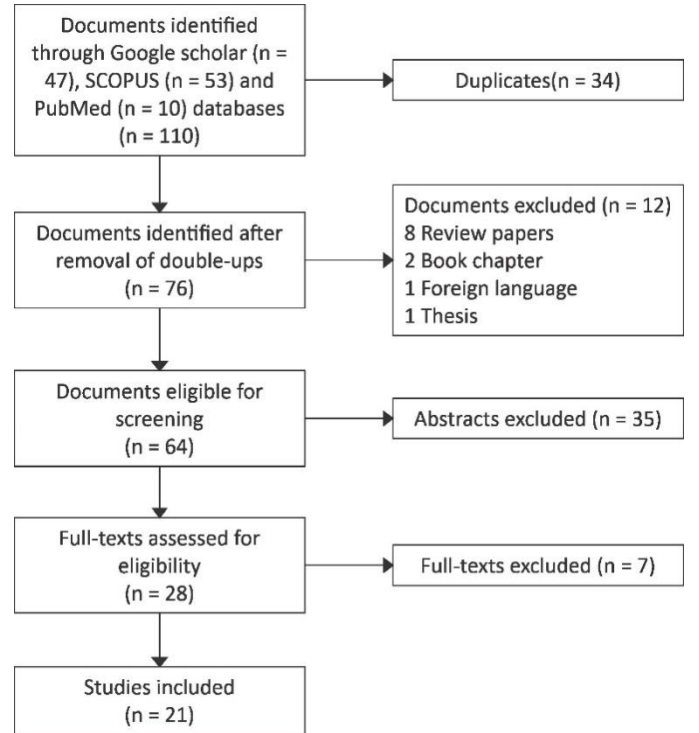 Documents identified
through Google scholar (n =
47), SCOPUS (n = 53) and
PubMed (n = 10) databases
(n = 110)
Duplicates(n = 34)
Documents identified after
removal of double-ups
(n = 76)
Documents excluded (n = 12)
8 Review papers
2 Book chapter
1 Foreign language
1 Thesis
Documents eligible for
screening
(n = 64)
Abstracts excluded (n = 35)
Full-texts assessed for
eligibility
(n = 28)
Full-texts excluded (n = 7)
Studies included
(n = 21)